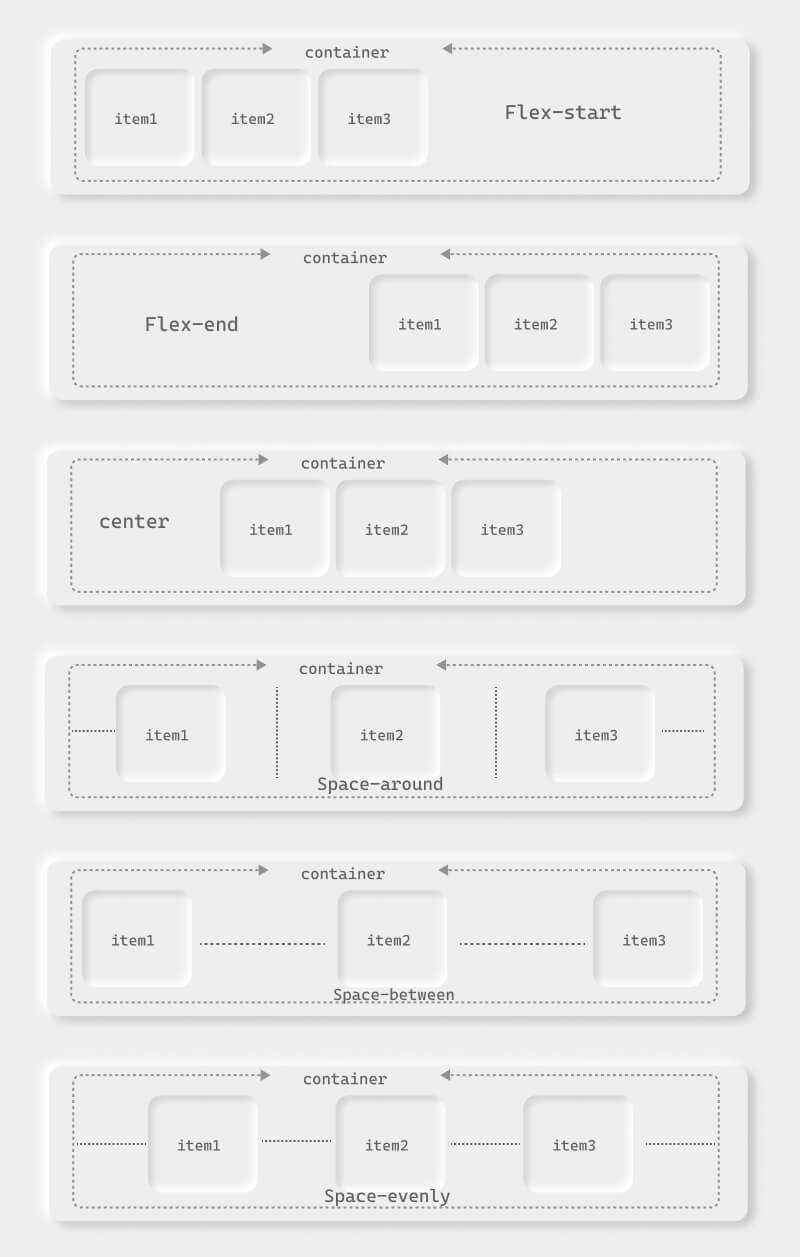 container
item1 item2 item3 Flex-start
container
Flex-end item1 item2 item3
container
center item1 item2 item3
container
item1 item2 item3
Space-around
container
item1 item2 item3
Space-between
container
item1 item2 item3
Space-evenly